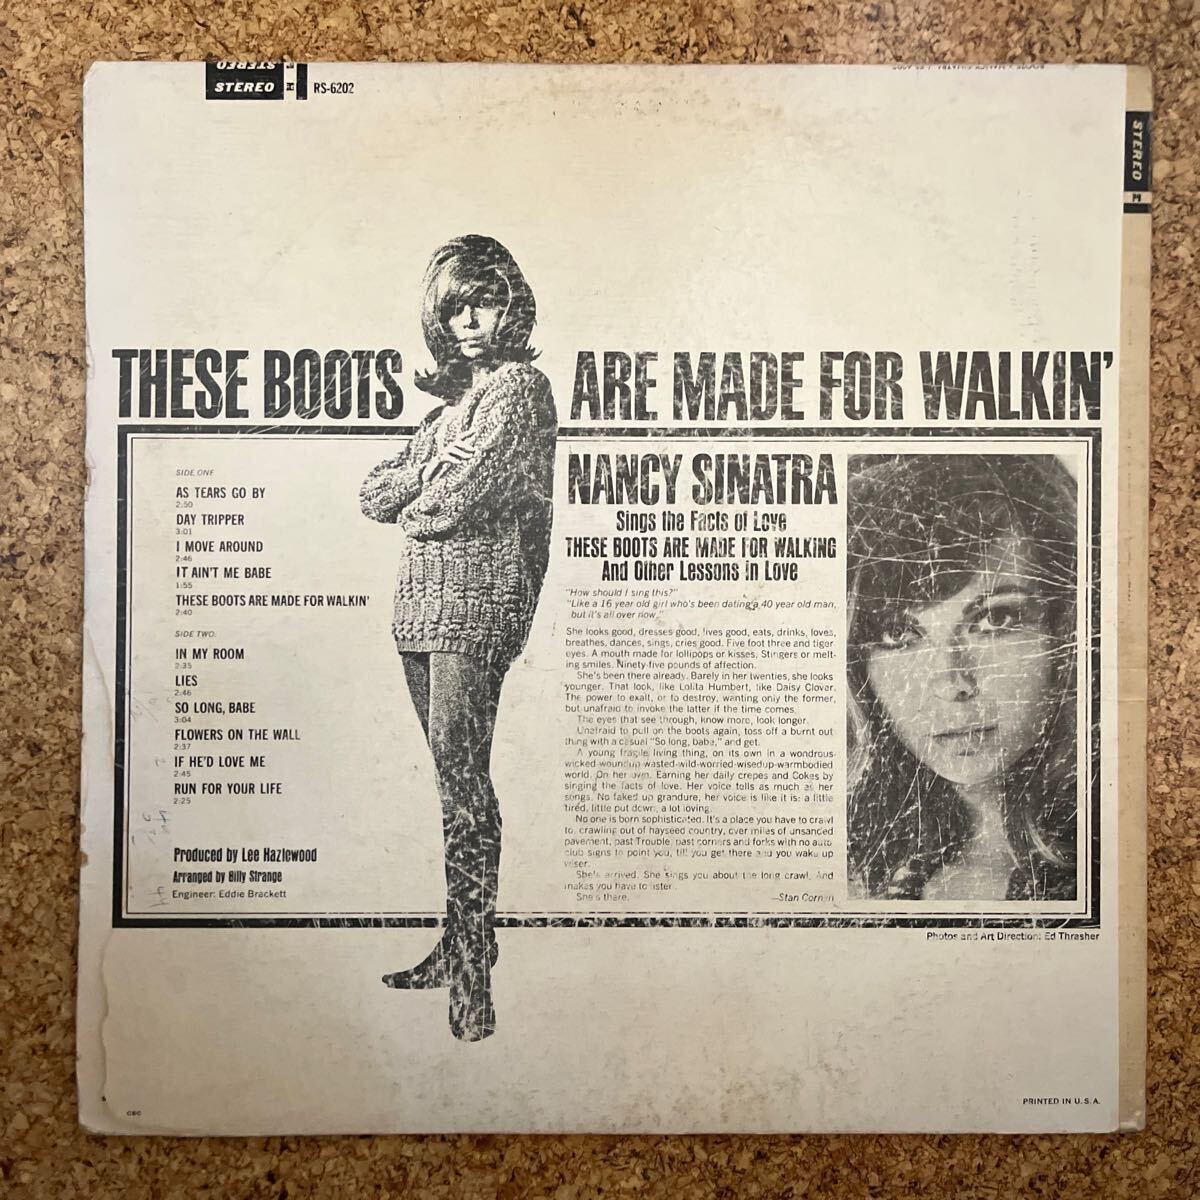 STEREO
STEREO
RS-6202
STEREO
THESE BOOTS ARE MADE FOR WALKIN'
SIDE ONE
AS TEARS GO BY
2:50
DAY TRIPPER
3:01
I MOVE AROUND
2:46
IT AIN'T ME BABE
1:55
THESE BOOTS ARE MADE FOR WALKIN'
2:40
SIDE TWO:
IN MY ROOM
2:35
LIES
2:46
SO LONG, BABE
3:04
FLOWERS ON THE WALL
2:37
IF HE'D LOVE ME
2:45
RUN FOR YOUR LIFE
2:25
Produced by Lee Hazlewood
Arranged by Billy Strange
Engineer: Eddie Brackett
NANCY SINATRA
Sings the Facts of Love
THESE BOOTS ARE MADE FOR WALKING
And Other Lessons in Love
"How should I sing this?"
"Like a 16 year old girl who's been dating a 40 year old man,
but it's all over now."
She looks good, dresses good, lives good, eats, drinks, loves,
breathes, dances, sings, cries good. Five foot three and tiger
eyes. A mouth made for lollipops or kisses. Stingers or melt-
ing smiles. Ninety-five pounds of affection.
She's been there already. Barely in her twenties, she looks
younger. That look, like Lolita Humbert, like Daisy Clover.
The power to exalt, or to destroy, wanting only the former,
but unafraid to invoke the latter if the time comes.
The eyes that see through, know more, look longer.
Unafraid to pull on the boots again, toss off a burnt out
thing with a casual "So long, babe," and get.
A young fragile living thing, on its own in a wondrous-
wicked-woundup-wasted-wild-worried-wisedup-warmbodied
world. On her own. Earning her daily crepes and Cokes by
singing the facts of love. Her voice tells as much as her
songs. No faked up grandure, her voice is like it is: a little
tired, little put down, a lot loving.
No one is born sophisticated. It's a place you have to crawl
to, crawling out of hayseed country, over miles of unsanded
pavement, past Trouble, past corners and forks with no auto
club signs to point you, till you get there and you wake up
wiser.
She's arrived. She sings you about the long crawl. And
makes you have to listen.
She's there.
—Stan Cornyn
Photos and Art Direction: Ed Thrasher
CSC
PRINTED IN U.S.A.